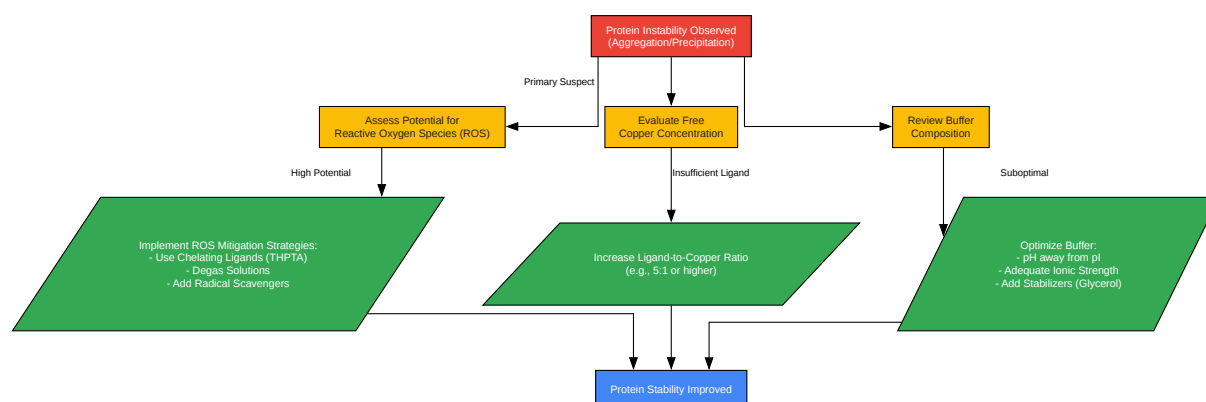 Protein Instability Observed
(Aggregation/Precipitation)
Primary Suspect
Assess Potential for
Reactive Oxygen Species (ROS)
Evaluate Free
Copper Concentration
Review Buffer
Composition
High Potential
Insufficient Ligand
Suboptimal
Implement ROS Mitigation Strategies:
- Use Chelating Ligands (THPTA)
- Degas Solutions
- Add Radical Scavengers
Increase Ligand-to-Copper Ratio
(e.g., 5:1 or higher)
Optimize Buffer:
- pH away from pI
- Adequate Ionic Strength
- Add Stabilizers (Glycerol)
Protein Stability Improved